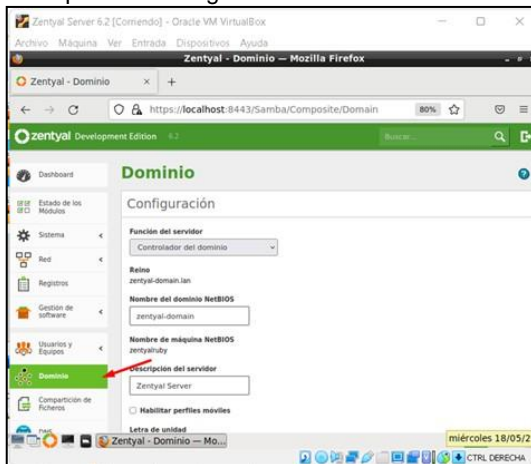 Zentyal Server 6.2 [Corriendo] - Oracle VM VirtualBox
Archivo Máquina Ver Entrada Dispositivos Ayuda
Zentyal - Dominio — Mozilla Firefox
Zentyal - Dominio
https://localhost:8443/Samba/Composite/Domain 80%
zentyal Development Edition 6.2 Buscar...
Dashboard
Estado de los
Módulos
Sistema
Red
Registros
Gestión de
software
Usuarios y
Equipos
Dominio
Compartición de
Ficheros
DNS
Dominio
Configuración
Función del servidor
Controlador del dominio
Reino
zentyal-domain.lan
Nombre del dominio NetBIOS
zentyal-domain
Nombre de máquina NetBIOS
zentyalruby
Descripción del servidor
Zentyal Server
Habilitar perfiles móviles
Letra de unidad
Zentyal - Dominio — Mo...
miércoles 18/05/2
CTRL DERECHA